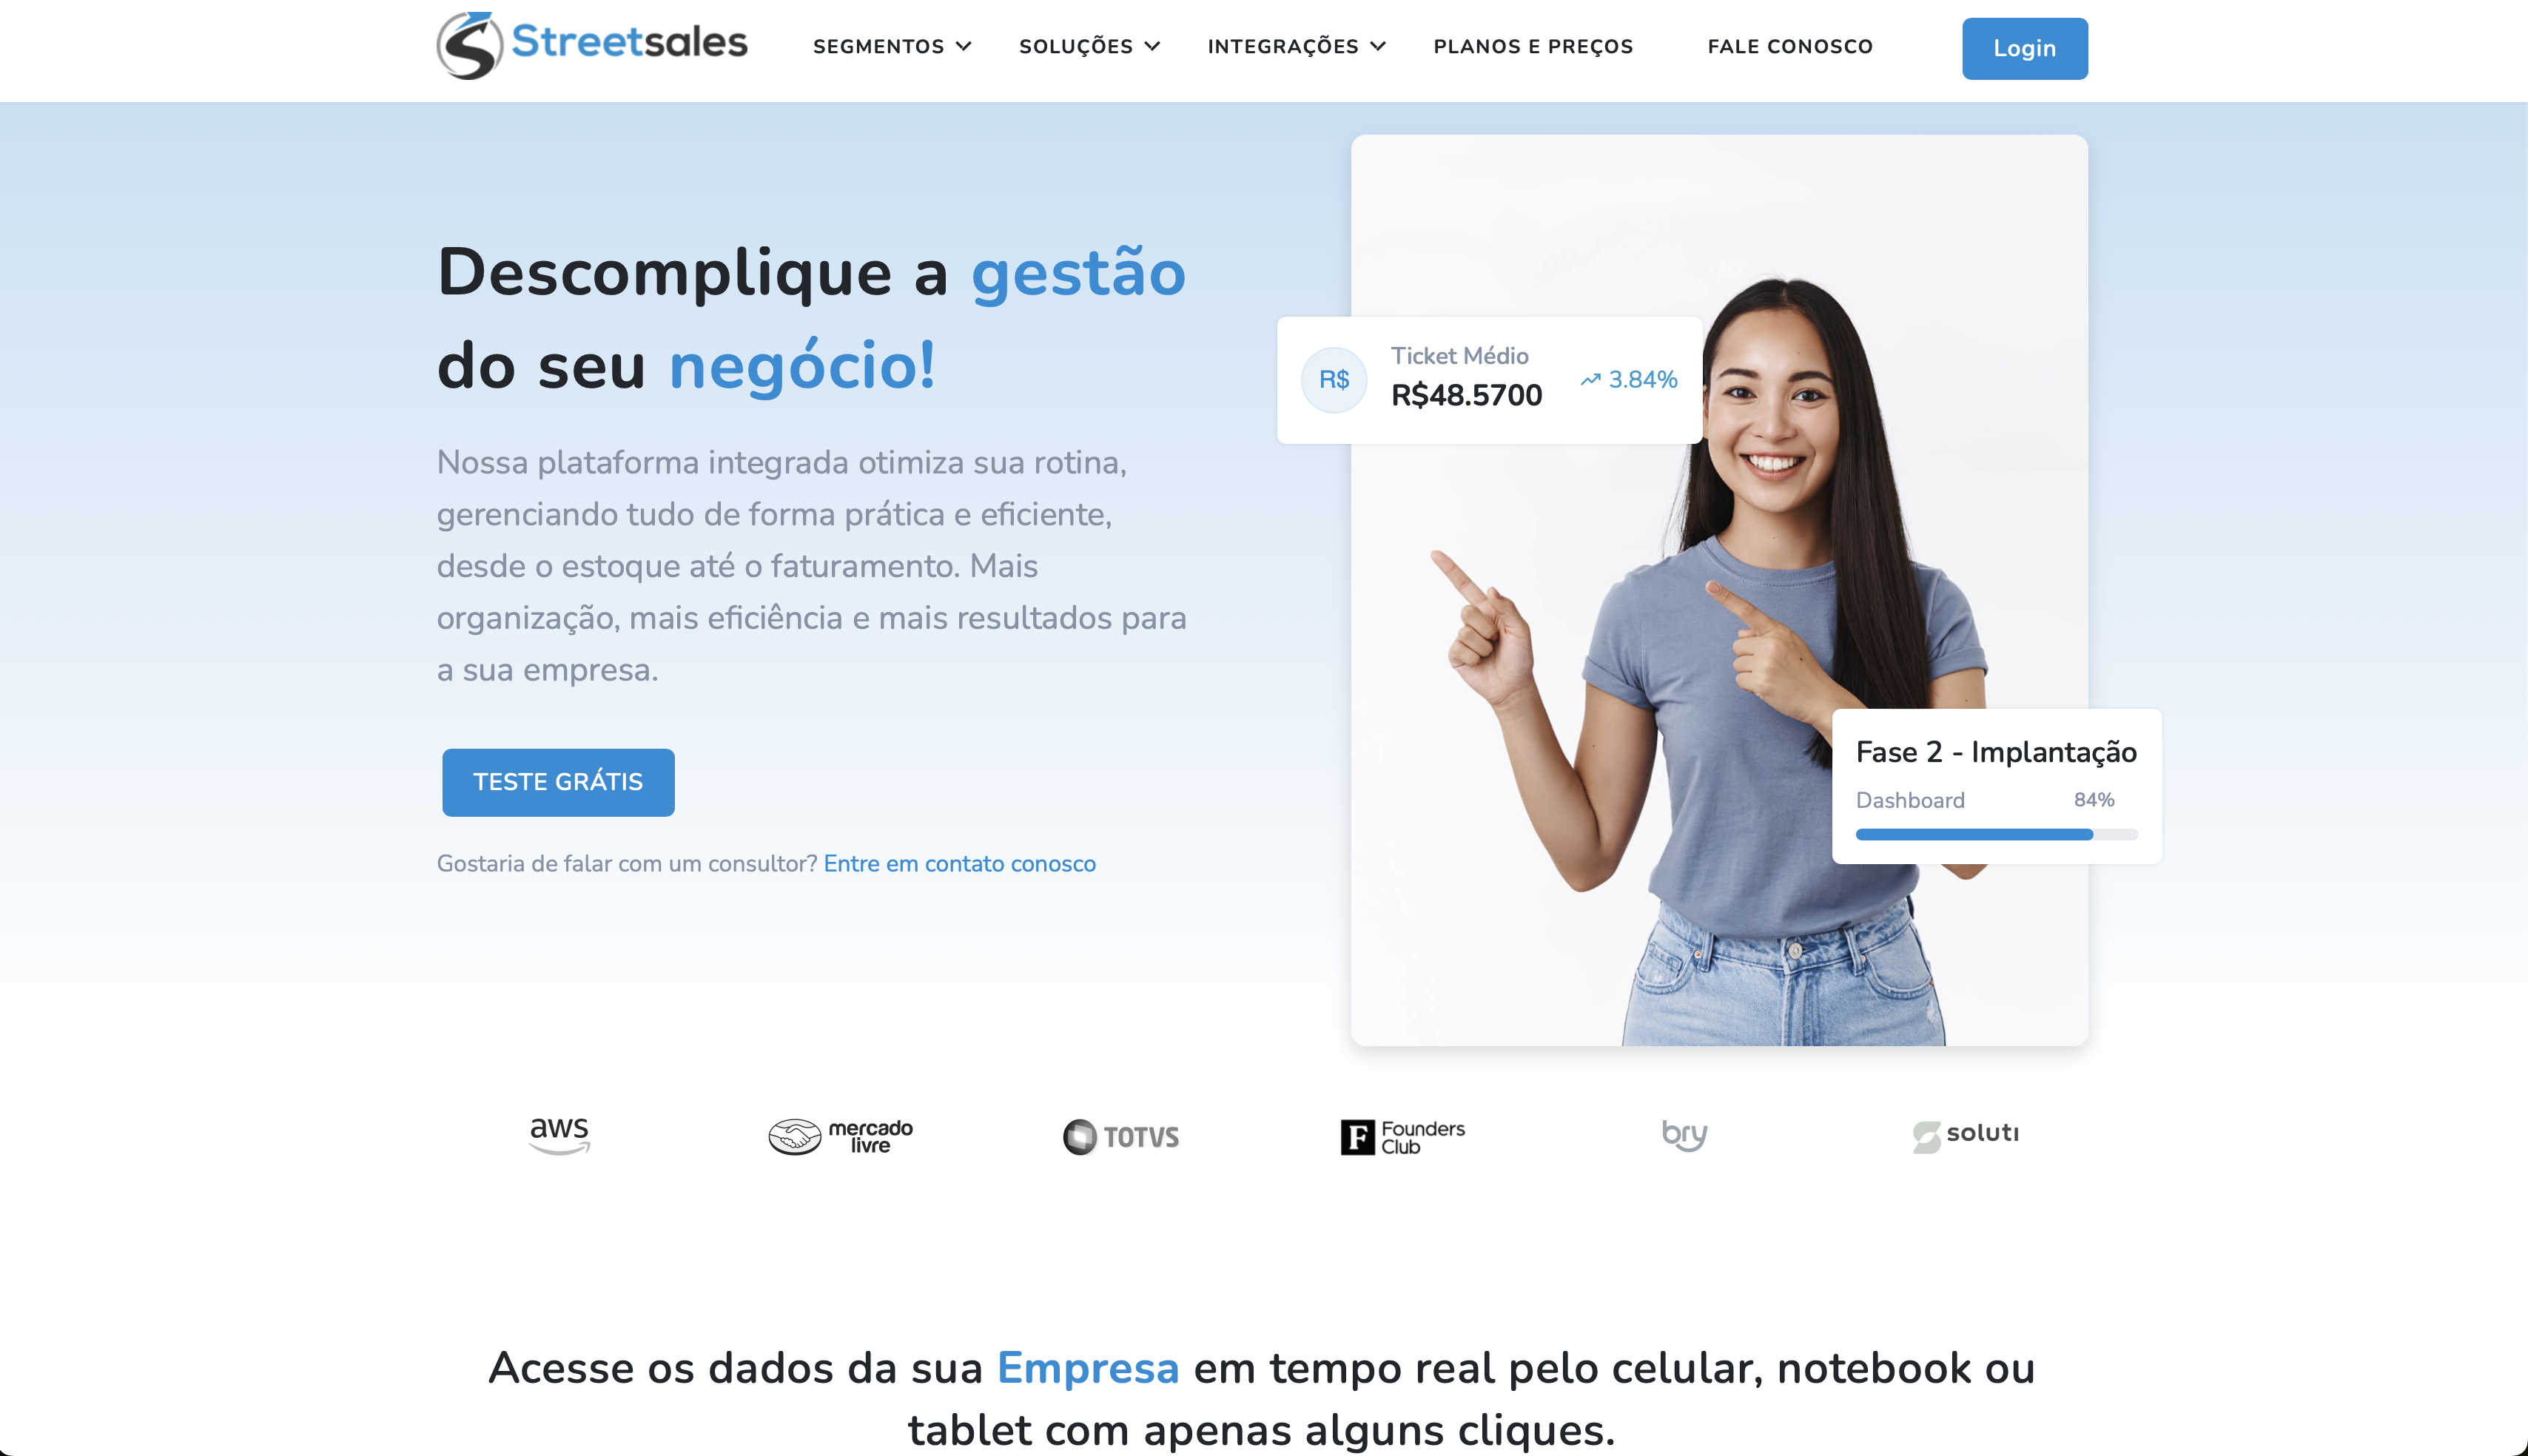 Streetsales
SEGMENTOS
SOLUÇÕES
INTEGRAÇÕES
PLANOS E PREÇOS
FALE CONOSCO
Login
Descomplique a gestão
do seu negócio!
Nossa plataforma integrada otimiza sua rotina,
gerenciando tudo de forma prática e eficiente,
desde o estoque até o faturamento. Mais
organização, mais eficiência e mais resultados para
a sua empresa.
TESTE GRÁTIS
Gostaria de falar com um consultor? Entre em contato conosco
R$
Ticket Médio
R$48.5700
3.84%
Fase 2 - Implantação
Dashboard
84%
aws
mercado
livre
TOTVS
F
Founders
Club
bry
soluti
Acesse os dados da sua Empresa em tempo real pelo celular, notebook ou
tablet com apenas alguns cliques.